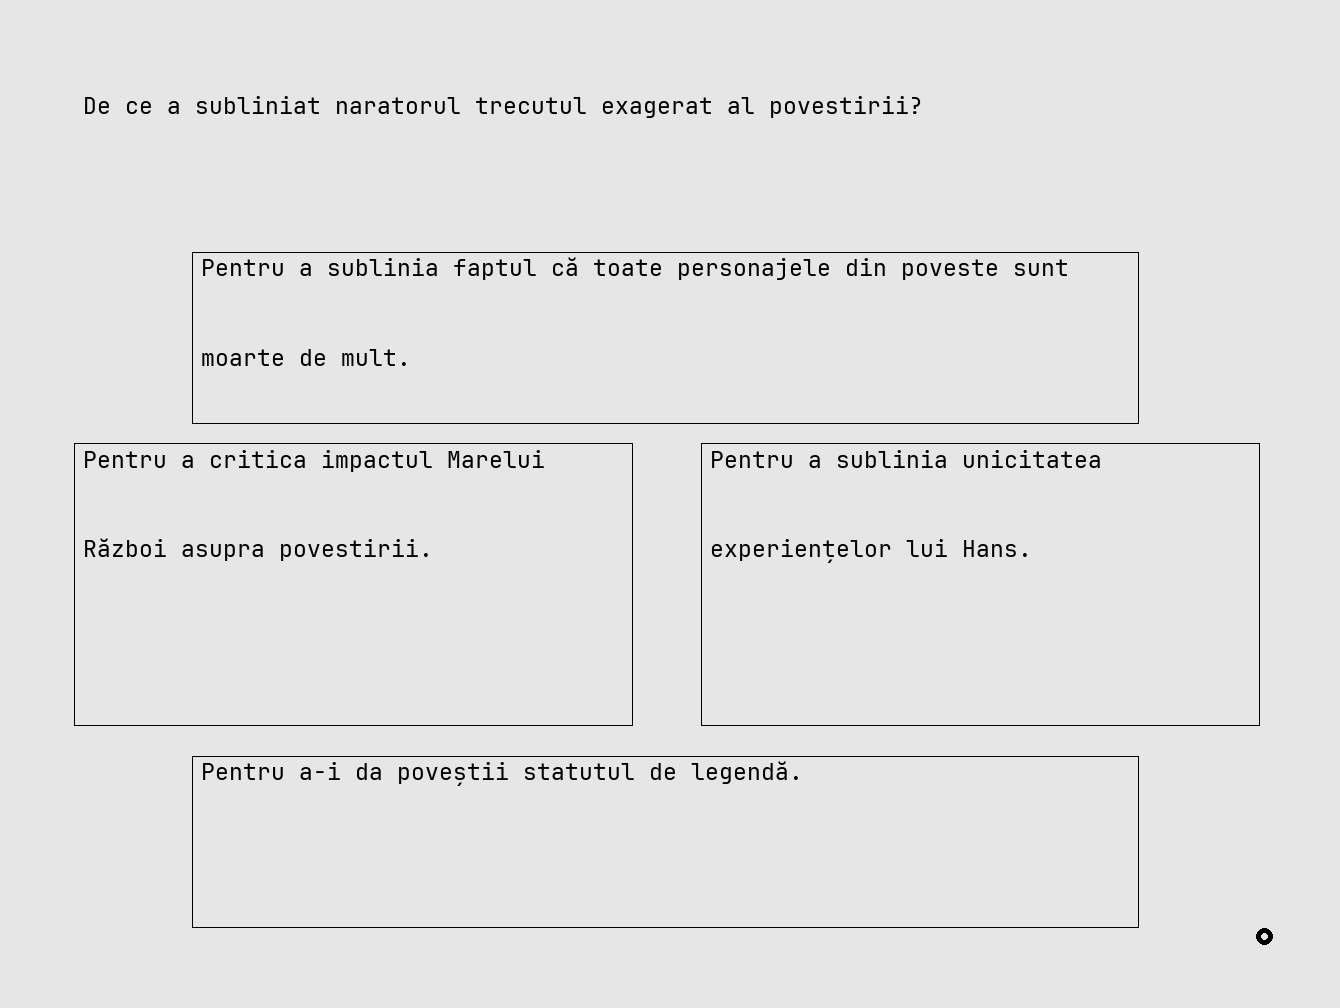 De ce a subliniat naratorul trecutul exagerat al povestirii?
Pentru a sublinia faptul că toate personajele din poveste sunt
moarte de mult.
Pentru a critica impactul Marelui
Război asupra povestirii.
Pentru a sublinia unicitatea
experiențelor lui Hans.
Pentru a-i da poveștii statutul de legendă.